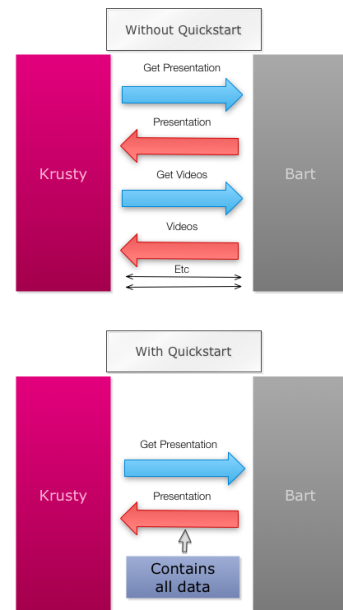 Without Quickstart
Get Presentation
Presentation
Krusty
Get Videos
Bart
Videos
Etc
With Quickstart
Get Presentation
Krusty
Presentation
Bart
Contains
all data